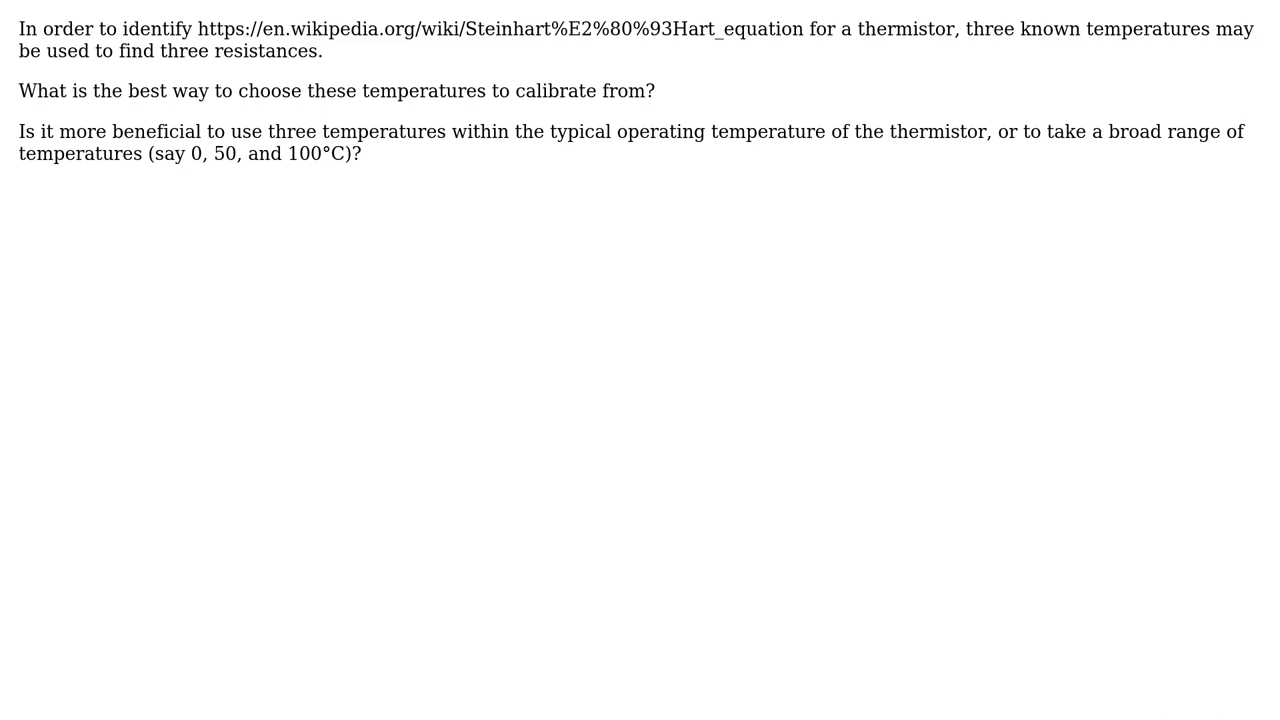 In order to identify https://en.wikipedia.org/wiki/Steinhart%E2%80%93Hart_equation for a thermistor, three known temperatures may
be used to find three resistances.
What is the best way to choose these temperatures to calibrate from?
Is it more beneficial to use three temperatures within the typical operating temperature of the thermistor, or to take a broad range of
temperatures (say 0, 50, and 100°C)?